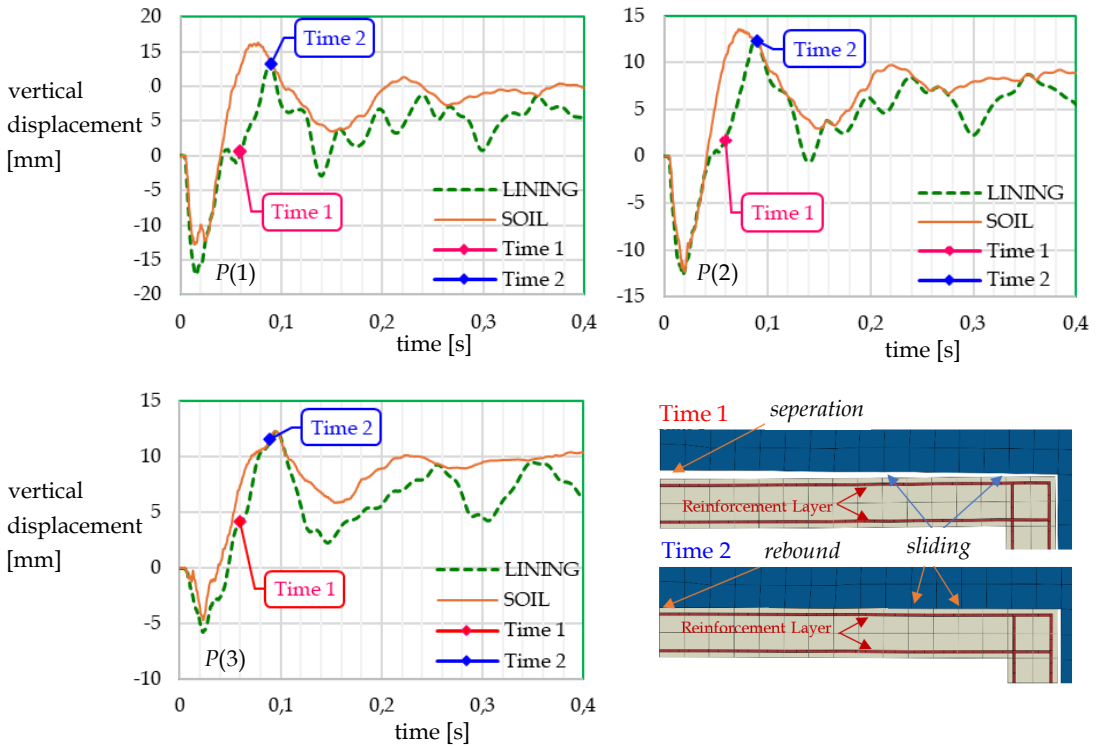 20
15
10
5
0
-5
-10
-15
-20
vertical
displacement
[mm]
Time 2
Time 1
LINING
SOIL
Time 1
Time 2
P(1)
0
0,1
0,2
0,3
0,4
time [s]
15
10
5
0
-5
-10
-15
Time 2
Time 1
LINING
SOIL
Time 1
Time 2
P(2)
0
0,1
0,2
0,3
0,4
time [s]
15
10
5
0
-5
-10
vertical
displacement
[mm]
Time 2
Time 1
LINING
SOIL
Time 1
Time 2
P(3)
0
0,1
0,2
0,3
0,4
time [s]
Time 1
seperation
Reinforcement Layer
Time 2
rebound
sliding
Reinforcement Layer